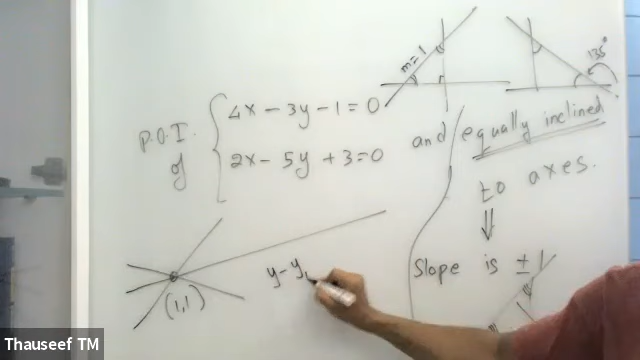 m=1
135°
P.O.I. of
4x - 3y - 1 = 0
2x - 5y + 3 = 0
and equally inclined
to axes.
Slope is ± 1
(1,1)
y - y₁
Thauseef TM